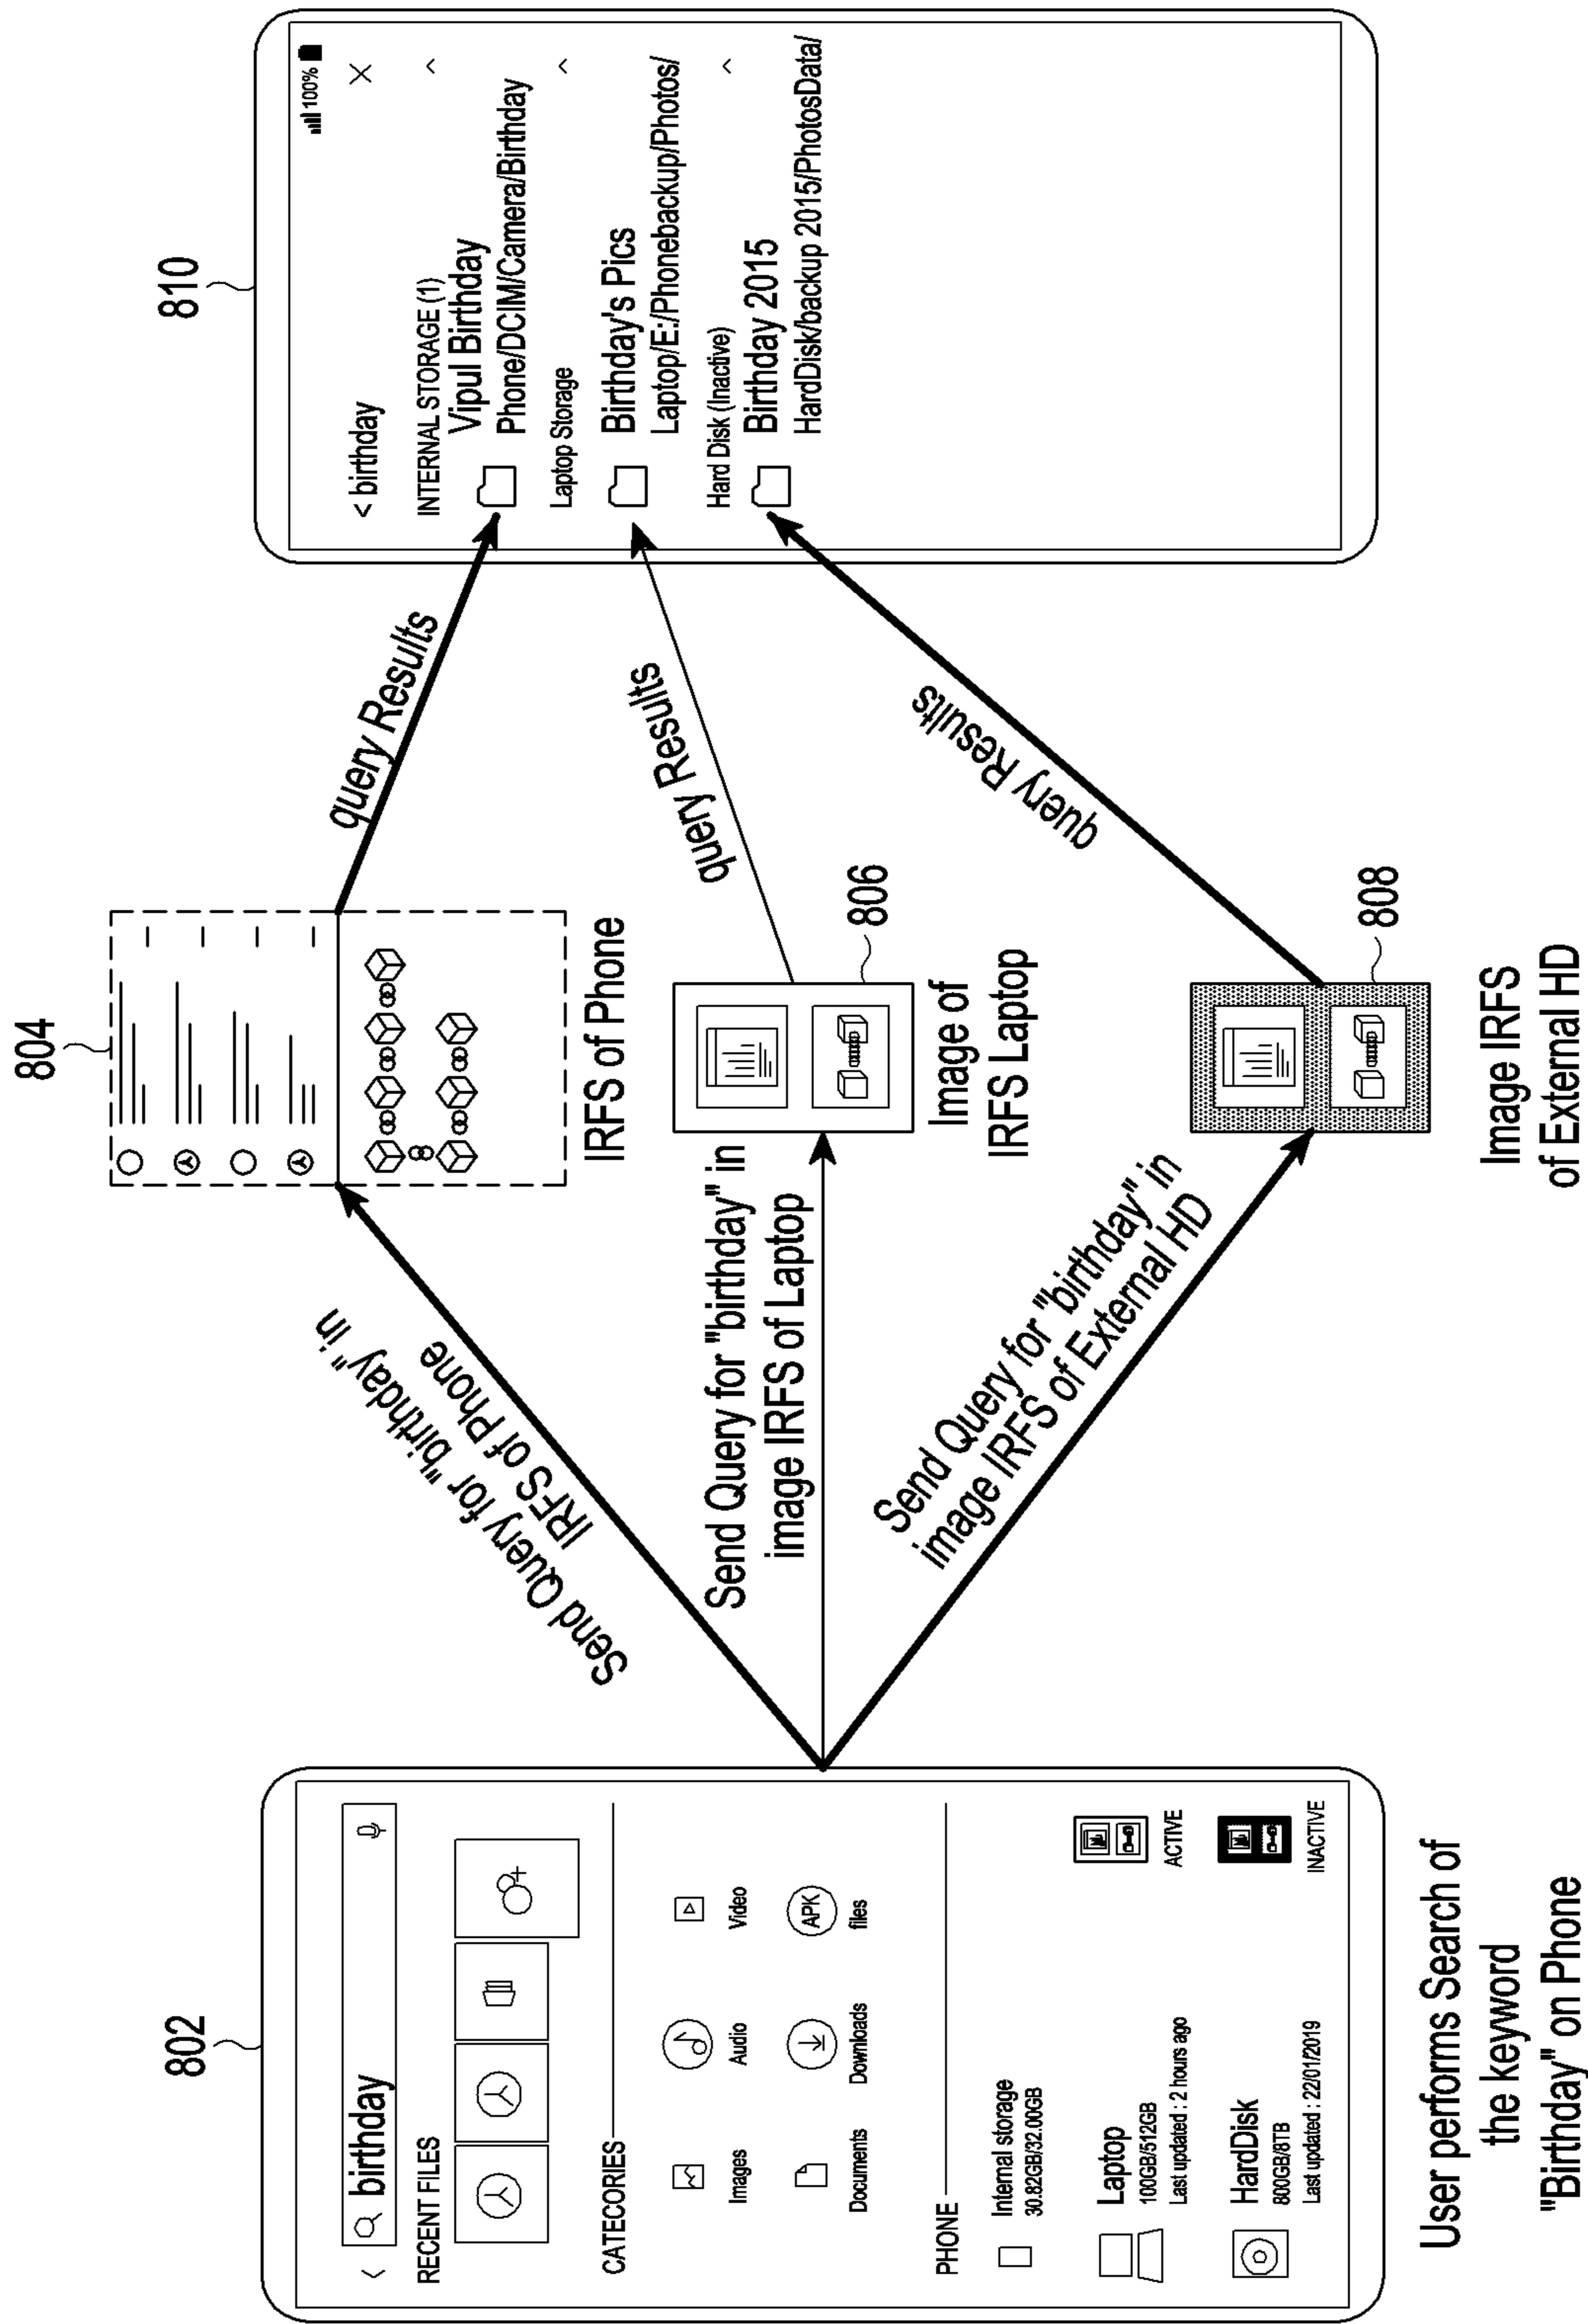 802
< birthday
RECENT FILES
CATECORIES
Images
Audio
Video
Documents
Downloads
APK
files
PHONE
Internal storage
30.82GB/32.00GB
Laptop
100GB/512GB
Last updated : 2 hours ago
ACTIVE
HardDisk
800GB/8TB
Last updated : 22/01/2019
INACTIVE
User performs Search of
the keyword
"Birthday" on Phone
Send Query for "birthday" in
IRFS of Phone
Send Query for "birthday" in
image IRFS of Laptop
Send Query for "birthday" in
image IRFS of External HD
804
IRFS of Phone
806
Image of
IRFS Laptop
808
Image IRFS
of External HD
query Results
query Results
query Results
810
100%
< birthday X
INTERNAL STORAGE (1) ^
Vipul Birthday
Phone/DCIM/Camera/Birthday
Laptop Storage ^
Birthday's Pics
Laptop/E:/Phonebackup/Photos/
Hard Disk (Inactive) ^
Birthday 2015
HardDisk/backup 2015/PhotosData/